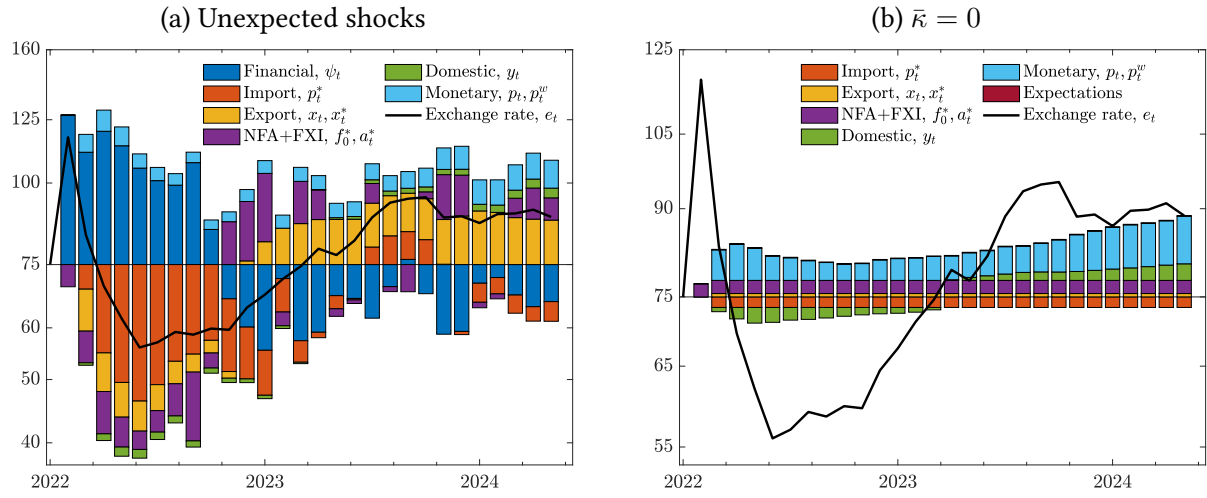 (a) Unexpected shocks
160
125
100
75
60
50
40
2022
2023
2024
Financial, ψ_t
Import, p*_t
Export, x_t, x*_t
NFA+FXI, f*_0, a*_t
Domestic, y_t
Monetary, p_t, p^w_t
Exchange rate, e_t
(b) κ̄ = 0
125
105
90
75
65
55
2022
2023
2024
Import, p*_t
Export, x_t, x*_t
NFA+FXI, f*_0, a*_t
Domestic, y_t
Monetary, p_t, p^w_t
Expectations
Exchange rate, e_t